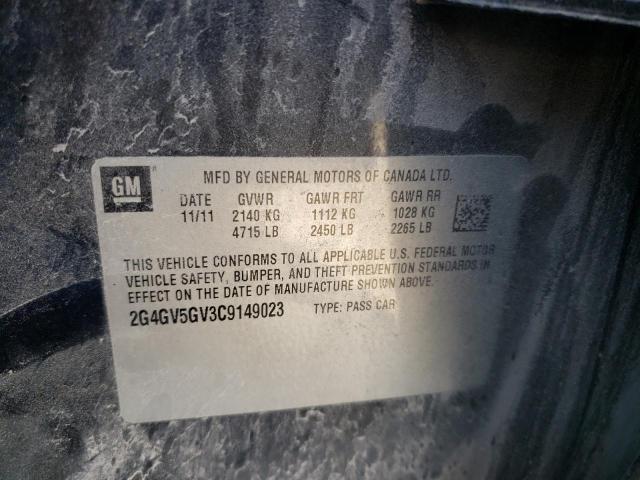 GM
MFD BY GENERAL MOTORS OF CANADA LTD.
DATE GVWR GAWR FRT GAWR RR
11/11 2140 KG 1112 KG 1028 KG
4715 LB 2450 LB 2265 LB
THIS VEHICLE CONFORMS TO ALL APPLICABLE U.S. FEDERAL MOTOR
VEHICLE SAFETY, BUMPER, AND THEFT PREVENTION STANDARDS IN
EFFECT ON THE DATE OF MANUFACTURE SHOWN ABOVE.
2G4GV5GV3C9149023 TYPE: PASS CAR